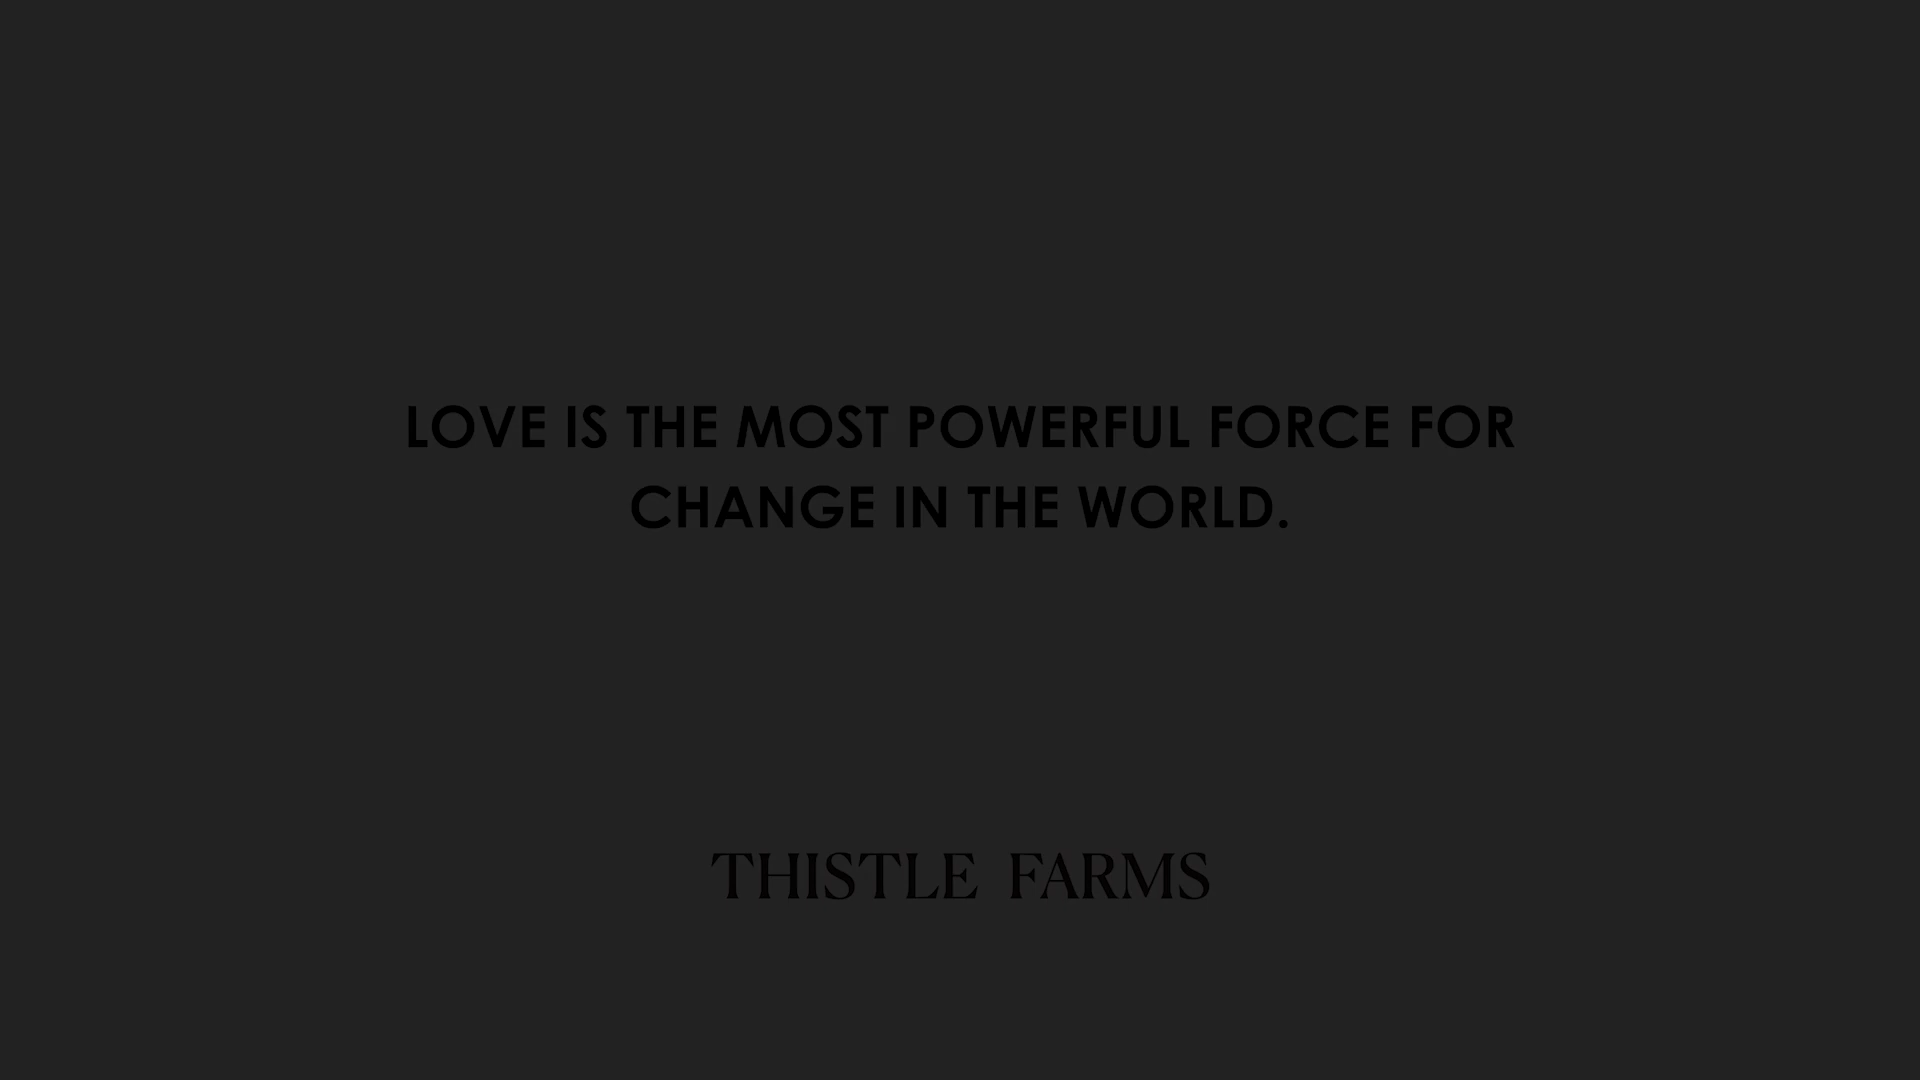 LOVE IS THE MOST POWERFUL FORCE FOR
CHANGE IN THE WORLD.
THISTLE FARMS